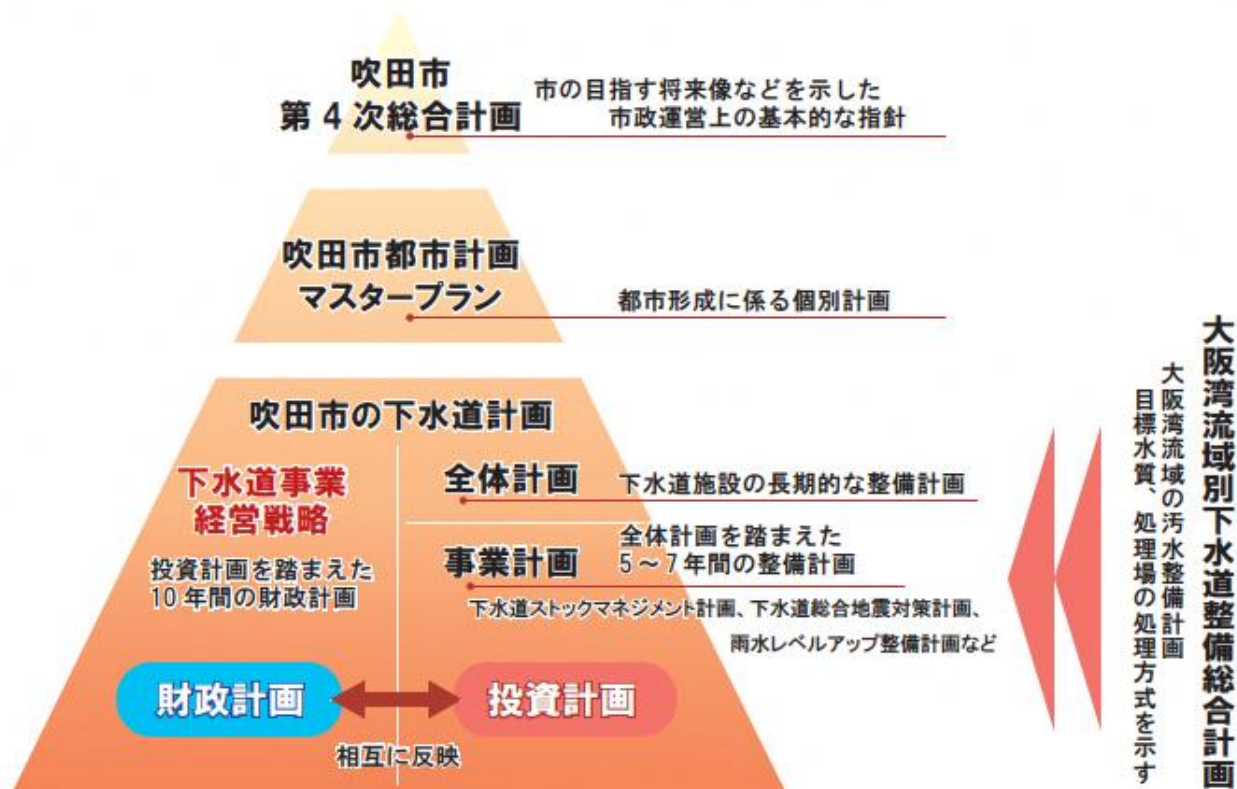 吹田市
第4次総合計画
市の目指す将来像などを示した
市政運営上の基本的な指針
吹田市都市計画
マスタープラン
都市形成に係る個別計画
吹田市の下水道計画
下水道事業
経営戦略
投資計画を踏まえた
10年間の財政計画
全体計画
下水道施設の長期的な整備計画
事業計画
全体計画を踏まえた
5～7年間の整備計画
下水道ストックマネジメント計画、下水道総合地震対策計画、
雨水レベルアップ整備計画など
財政計画
投資計画
相互に反映
大阪湾流域別下水道整備総合計画
大阪湾流域の汚水整備計画
目標水質、処理場の処理方式を示す